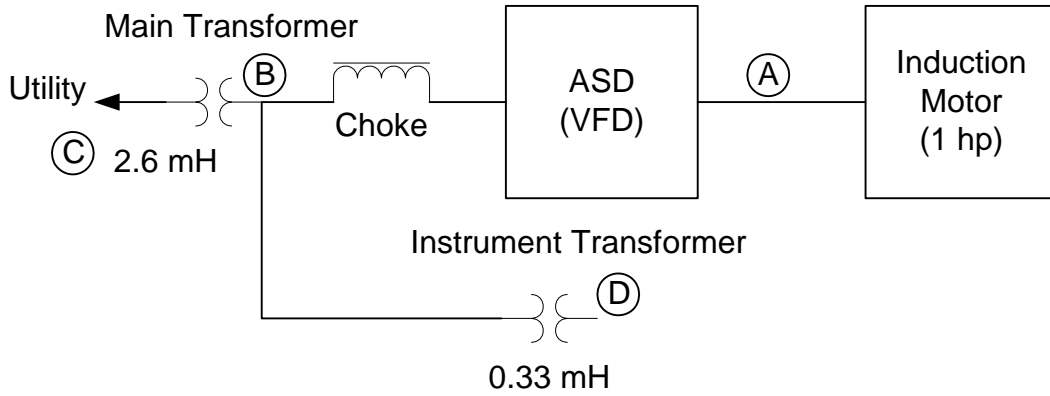 Main Transformer
B
Utility
Choke
C
2.6 mH
ASD
(VFD)
A
Induction
Motor
(1 hp)
Instrument Transformer
D
0.33 mH